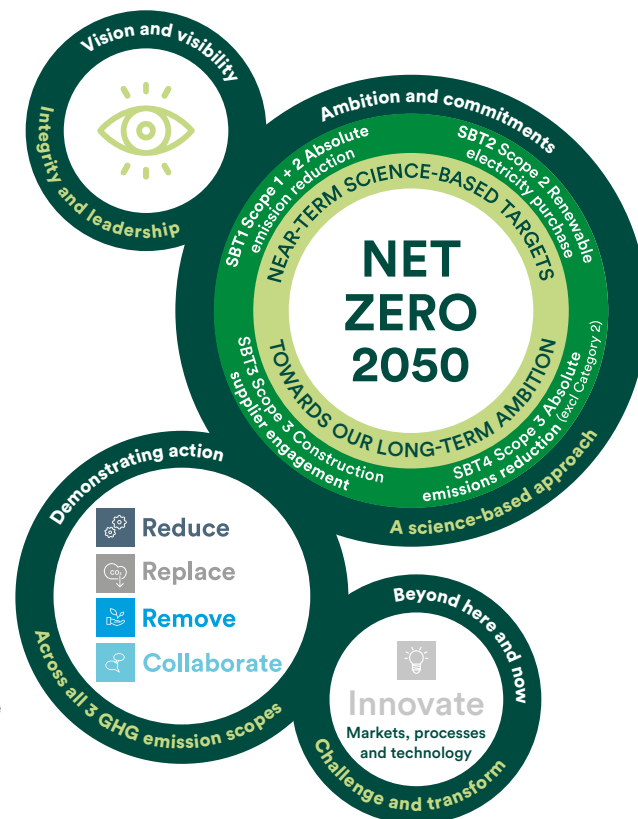 Vision and visibility
Integrity and leadership
Ambition and commitments
SBT1 Scope 1 + 2 Absolute
emission reduction
SBT2 Scope 2 Renewable
electricity purchase
NEAR-TERM SCIENCE-BASED TARGETS
NET
ZERO
2050
TOWARDS OUR LONG-TERM AMBITION
SBT3 Scope 3 Construction
supplier engagement
SBT4 Scope 3 Absolute
emissions reduction (excl Category 2)
A science-based approach
Demonstrating action
Reduce
CO₂
Replace
Remove
Collaborate
Across all 3 GHG emission scopes
Beyond here and now
Innovate
Markets, processes
and technology
Challenge and transform